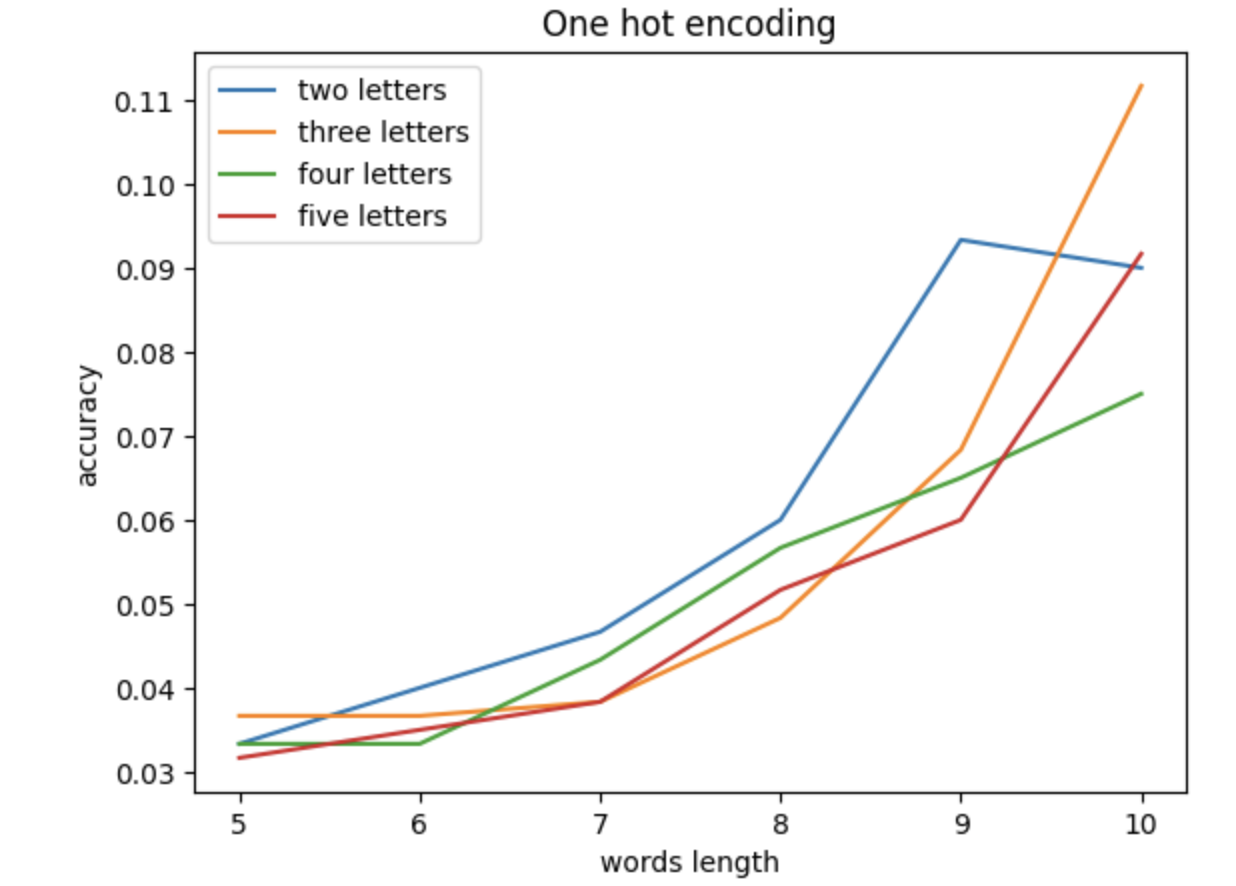 One hot encoding
two letters
three letters
four letters
five letters
0.11
0.10
0.09
0.08
0.07
0.06
0.05
0.04
0.03
accuracy
5 6 7 8 9 10
words length